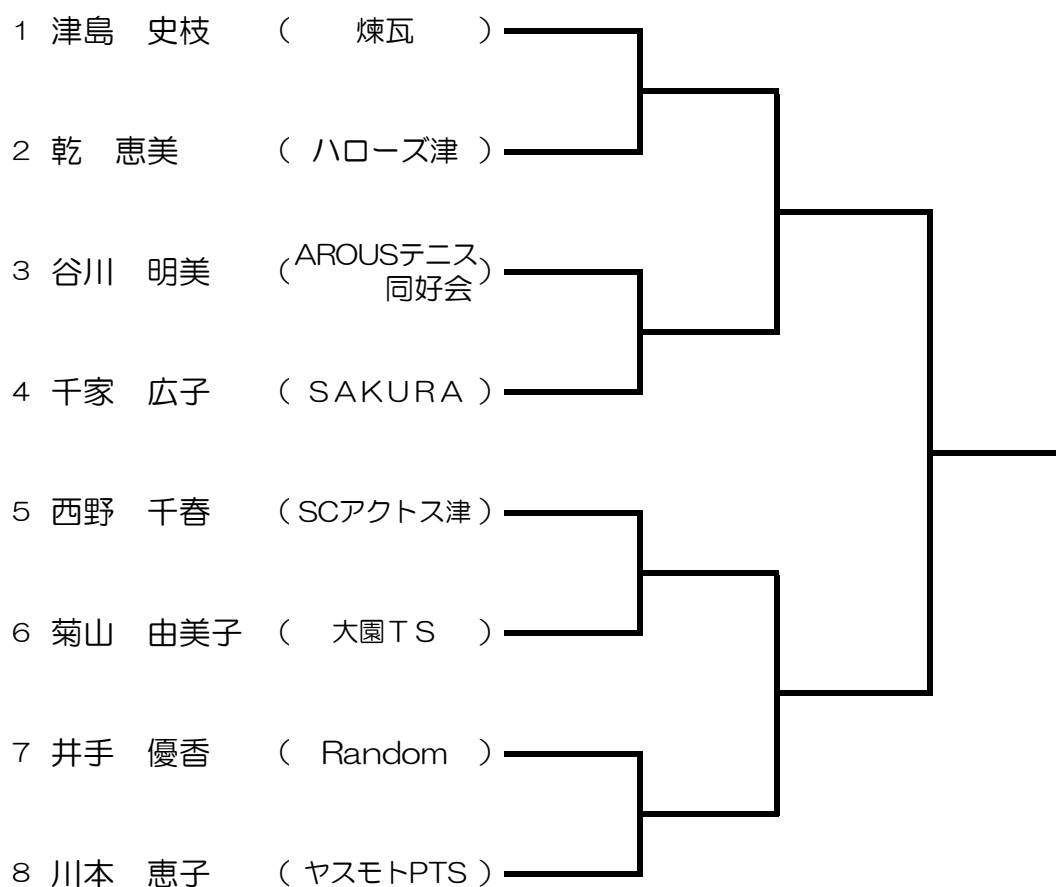 1 津島　史枝 （ 煉瓦 ）
2 乾　恵美 （ ハローズ津 ）
3 谷川　明美 （ AROUSテニス
同好会 ）
4 千家　広子 （ ＳＡＫＵＲＡ ）
5 西野　千春 （ SCアクトス津 ）
6 菊山　由美子 （ 大園ＴＳ ）
7 井手　優香 （ Random ）
8 川本　恵子 （ ヤスモトPTS ）